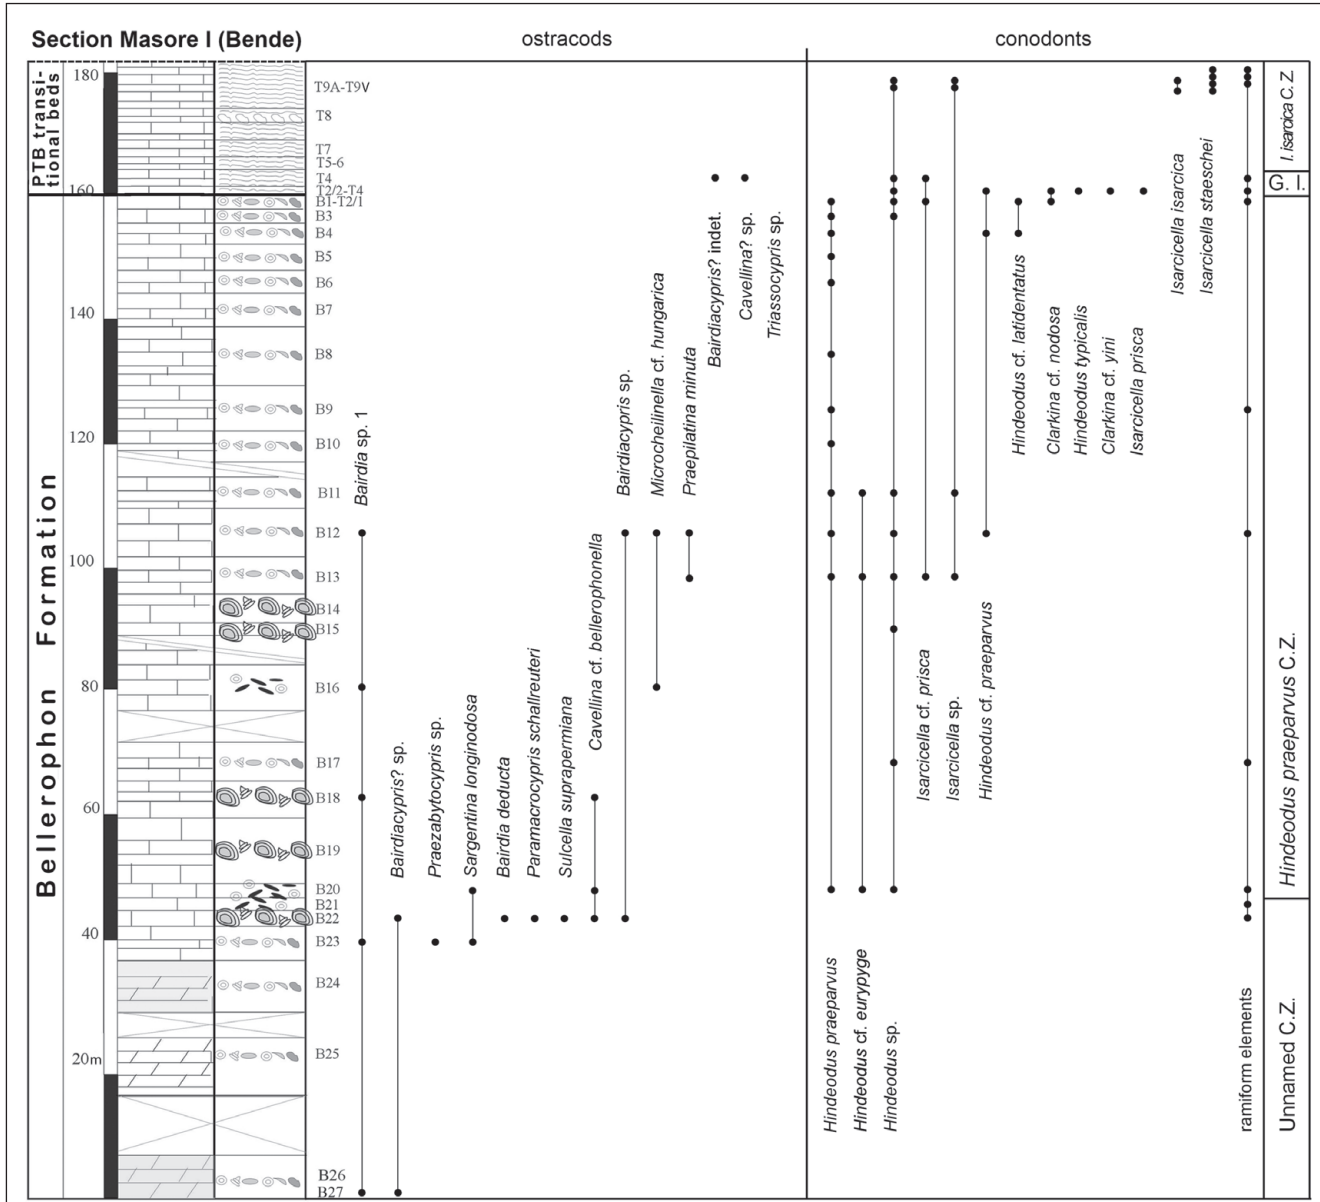 Section Masore I (Bende)
ostracods
conodonts
PTB transi-
tional beds
Bellerophon Formation
180
160
140
120
100
80
60
40
20m
T9A-T9V
T8
T7
T5-6
T4
T2/2-T4
B1-T2/1
B3
B4
B5
B6
B7
B8
B9
B10
B11
B12
B13
B14
B15
B16
B17
B18
B19
B20
B21
B22
B23
B24
B25
B26
B27
Bairdia sp. 1
Bairdiacypris? sp.
Praezabytocypris sp.
Sargentina longinodosa
Bairdia deducta
Paramacrocypris schallreuteri
Sulcella suprapermiana
Cavellina cf. bellerophonella
Bairdiacypris sp.
Microcheilinella cf. hungarica
Praepilatina minuta
Bairdiacypris? indet.
Cavellina? sp.
Triassocypris sp.
Hindeodus praeparvus
Hindeodus cf. eurypyge
Hindeodus sp.
Isarcicella cf. prisca
Isarcicella sp.
Hindeodus cf. praeparvus
Hindeodus cf. latidentatus
Clarkina cf. nodosa
Hindeodus typicalis
Clarkina cf. yini
Isarcicella prisca
Isarcicella isarcica
Isarcicella staeschei
ramiform elements
I. isarcica C. Z
G. I.
Hindeodus praeparvus C.Z.
Unnamed C.Z.